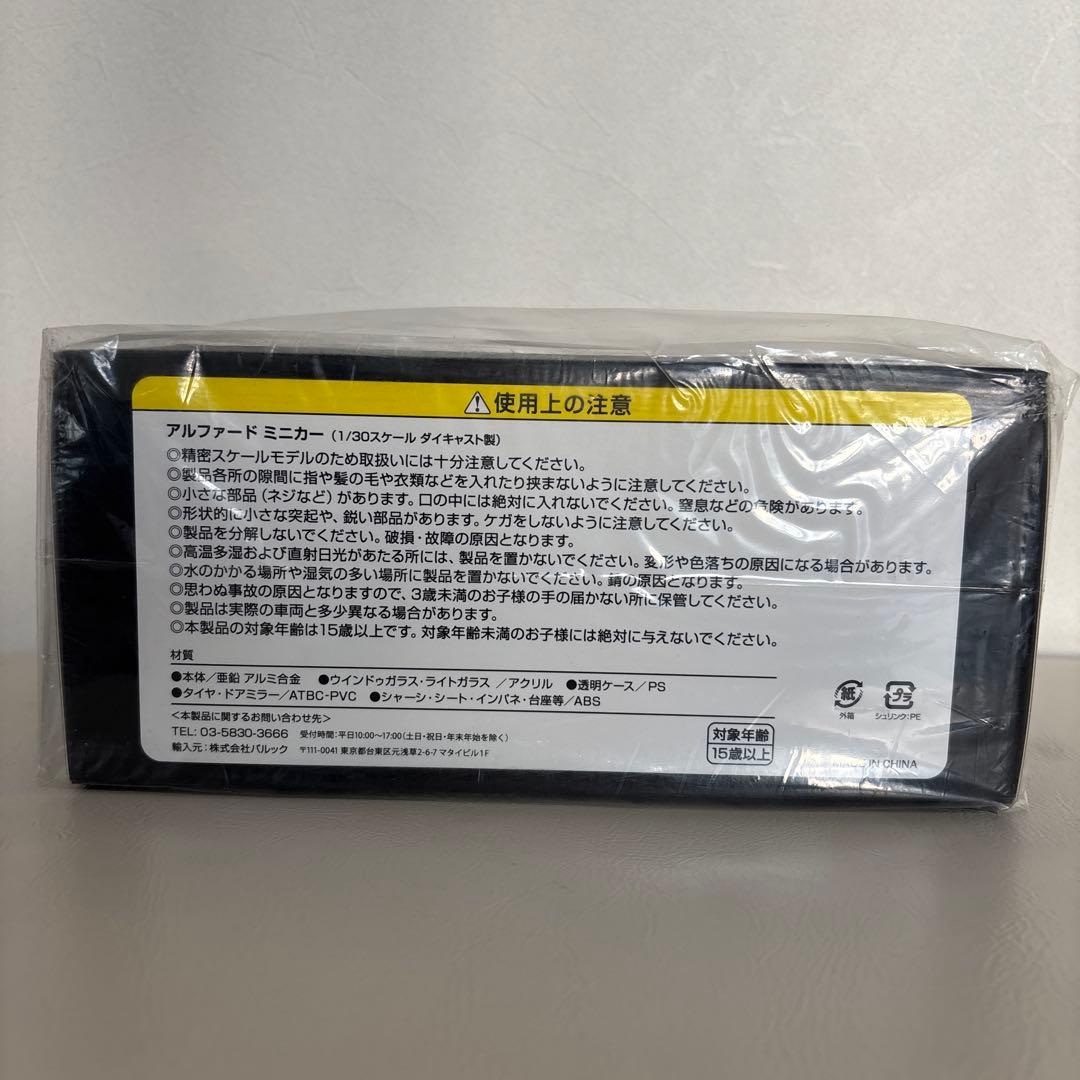 ⚠使用上の注意
アルファード ミニカー（1/30スケール ダイキャスト製）
◎精密スケールモデルのため取扱いには十分注意してください。
◎製品各所の隙間に指や髪の毛や衣類などを入れたり挟まないように注意してください。
◎小さな部品（ネジなど）があります。口の中には絶対に入れないでください。窒息などの危険があります。
◎形状的に小さな突起や、鋭い部品があります。ケガをしないように注意してください。
◎製品を分解しないでください。破損・故障の原因となります。
◎高温多湿および直射日光があたる所には、製品を置かないでください。変形や色落ちの原因になる場合があります。
◎水のかかる場所や湿気の多い場所に製品を置かないでください。錆の原因となります。
◎思わぬ事故の原因となりますので、3歳未満のお子様の手の届かない所に保管してください。
◎製品は実際の車両と多少異なる場合があります。
◎本製品の対象年齢は15歳以上です。対象年齢未満のお子様には絶対に与えないでください。
材質
●本体／亜鉛 アルミ合金 ●ウインドゥガラス・ライトガラス ／アクリル ●透明ケース／PS
●タイヤ・ドアミラー／ATBC-PVC ●シャーシ・シート・インパネ・台座等／ABS
＜本製品に関するお問い合わせ先＞
TEL: 03-5830-3666 受付時間：平日10:00〜17:00（土日・祝日・年末年始を除く）
輸入元：株式会社パルック 〒111-0041 東京都台東区元浅草2-6-7 マタイビル1F
対象年齢
15歳以上
紙
外箱
プラ
シュリンク：PE
MADE IN CHINA